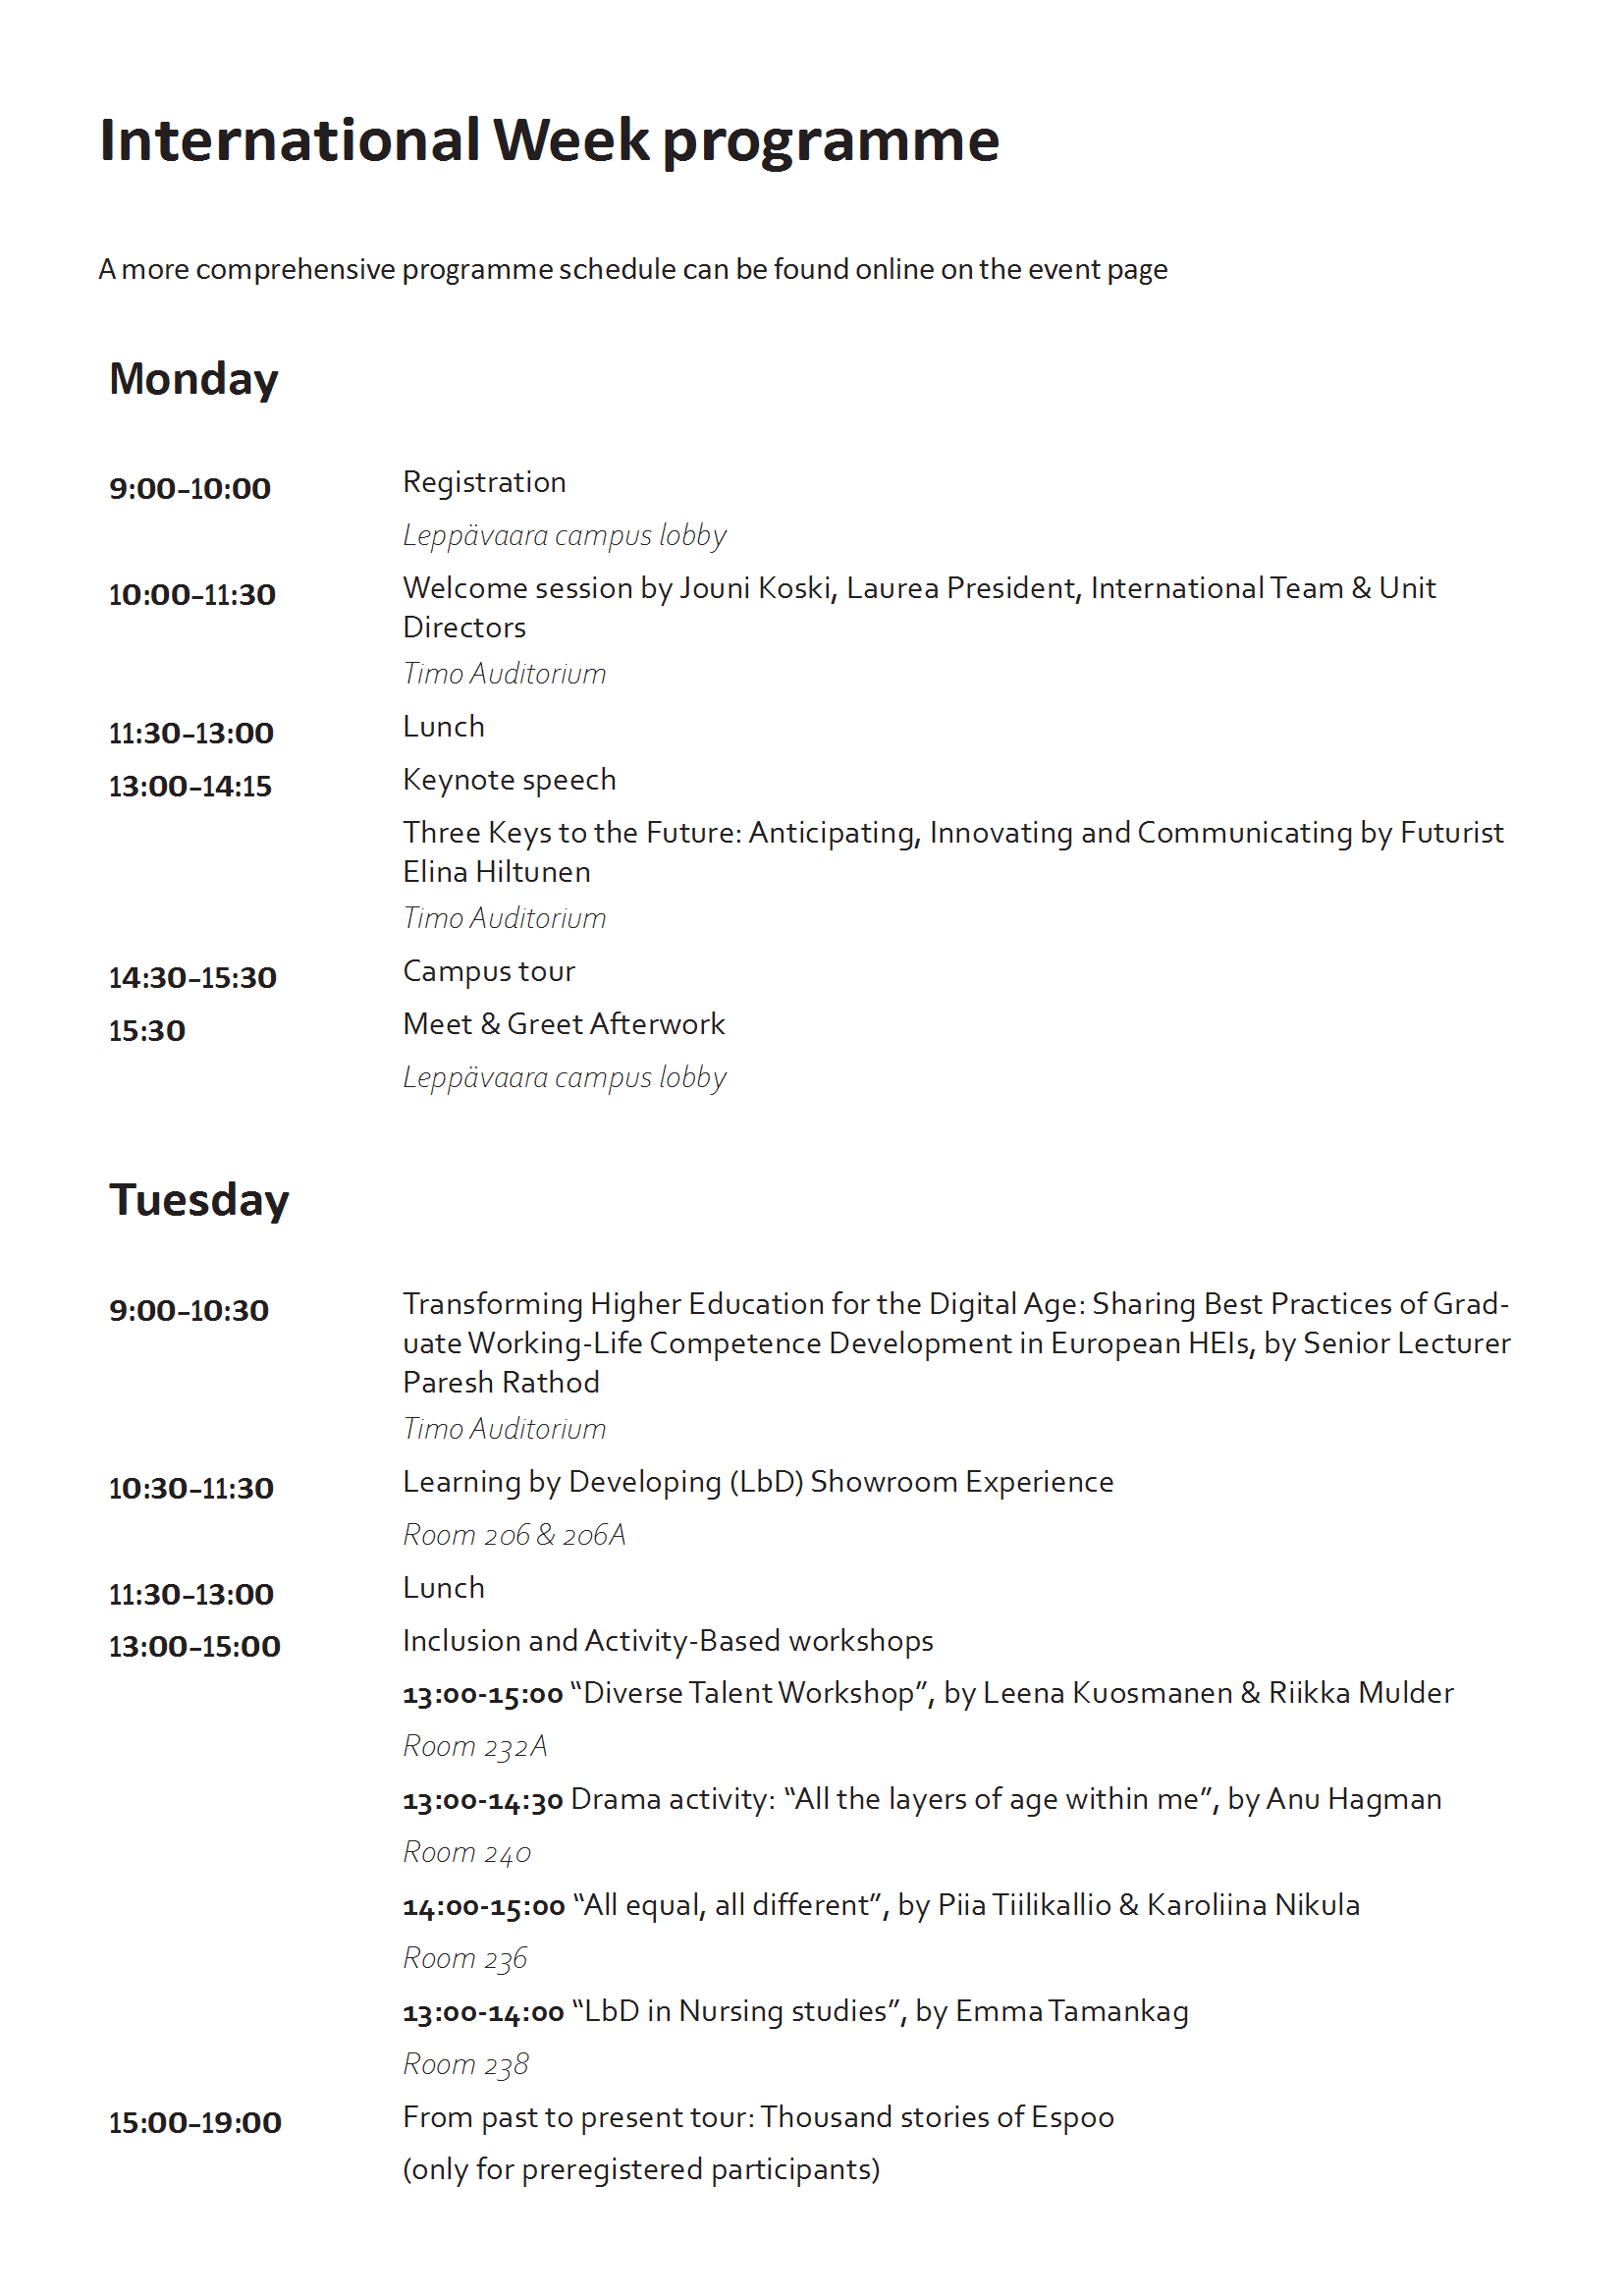 International Week programme
A more comprehensive programme schedule can be found online on the event page
Monday
9:00–10:00 Registration
Leppävaara campus lobby
10:00–11:30 Welcome session by Jouni Koski, Laurea President, International Team & Unit
Directors
Timo Auditorium
11:30–13:00 Lunch
13:00–14:15 Keynote speech
Three Keys to the Future: Anticipating, Innovating and Communicating by Futurist
Elina Hiltunen
Timo Auditorium
14:30–15:30 Campus tour
15:30 Meet & Greet Afterwork
Leppävaara campus lobby
Tuesday
9:00–10:30 Transforming Higher Education for the Digital Age: Sharing Best Practices of Grad-
uate Working-Life Competence Development in European HEIs, by Senior Lecturer
Paresh Rathod
Timo Auditorium
10:30–11:30 Learning by Developing (LbD) Showroom Experience
Room 206 & 206A
11:30–13:00 Lunch
13:00–15:00 Inclusion and Activity-Based workshops
13:00-15:00 “Diverse Talent Workshop”, by Leena Kuosmanen & Riikka Mulder
Room 232A
13:00-14:30 Drama activity: “All the layers of age within me”, by Anu Hagman
Room 240
14:00-15:00 “All equal, all different”, by Piia Tiilikallio & Karoliina Nikula
Room 236
13:00-14:00 “LbD in Nursing studies”, by Emma Tamankag
Room 238
15:00–19:00 From past to present tour: Thousand stories of Espoo
(only for preregistered participants)